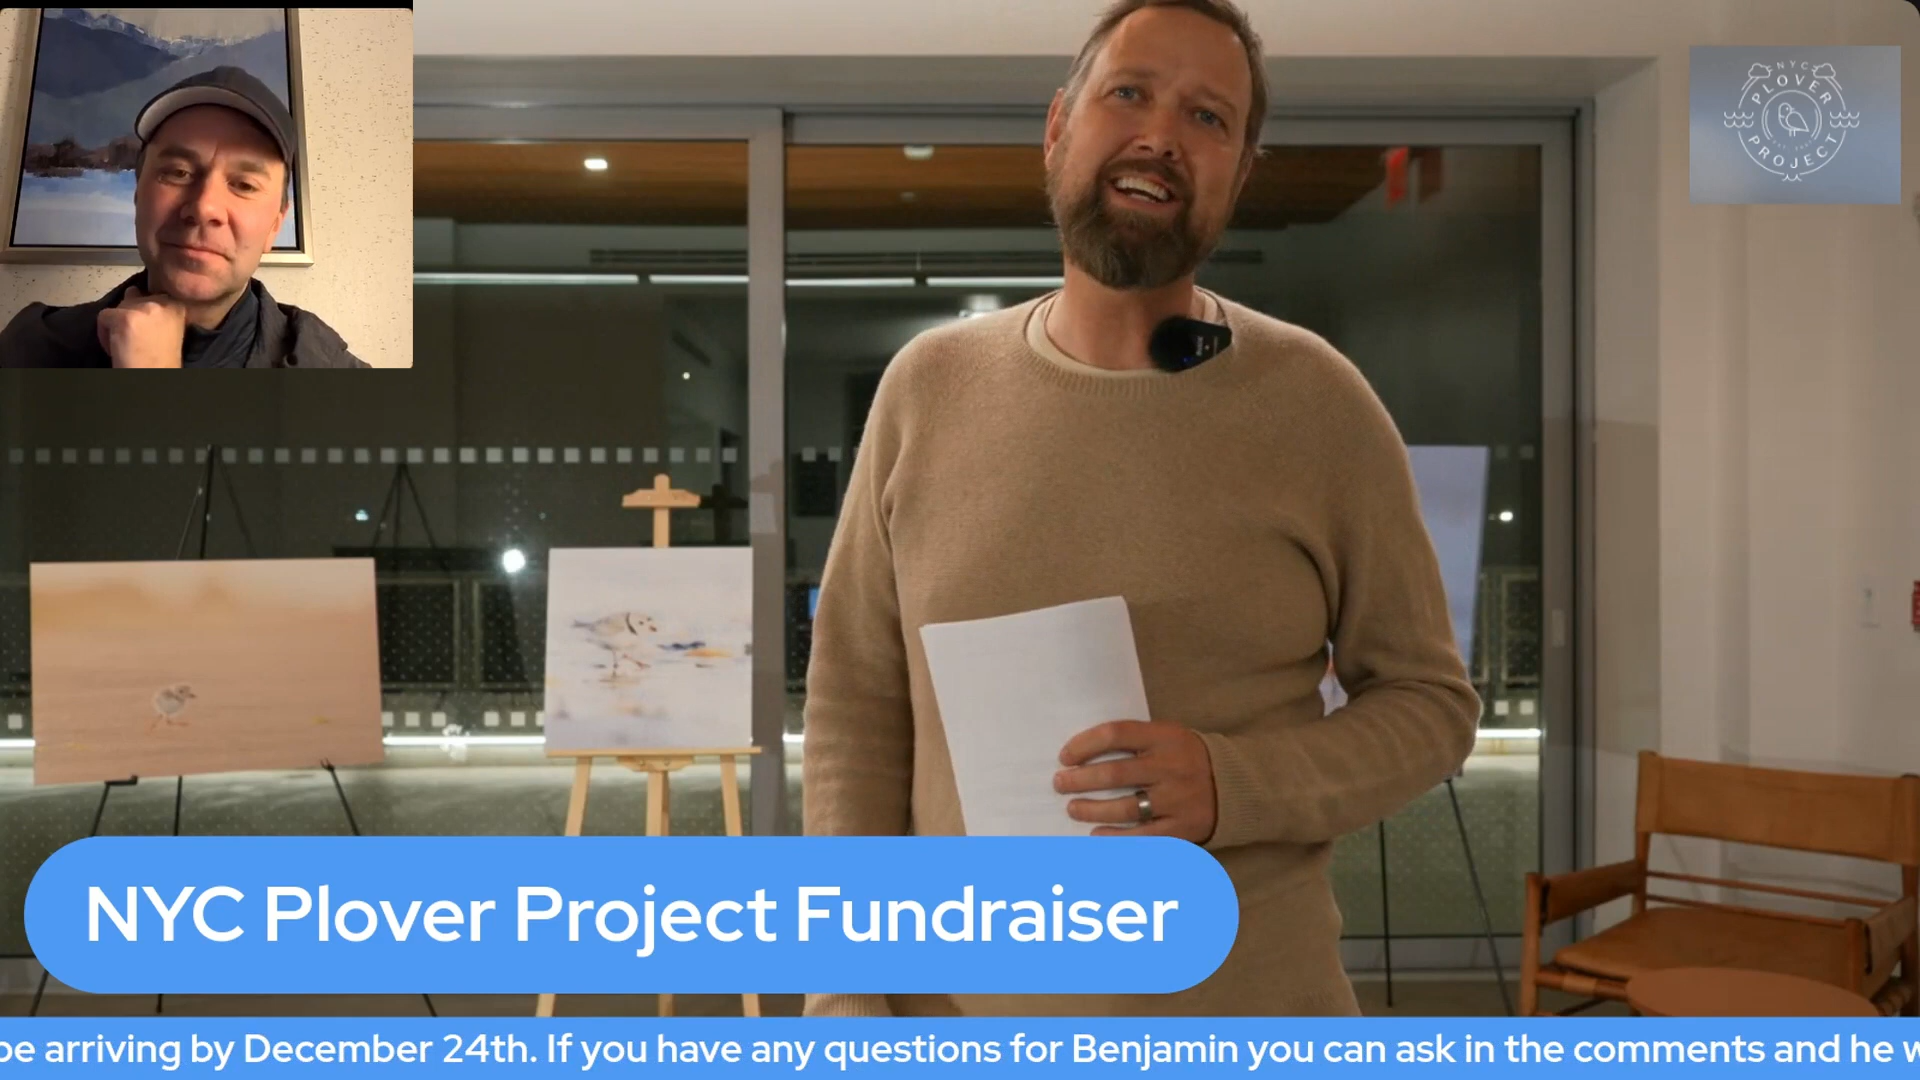 NYC
PLOVER
PROJECT
NYC Plover Project Fundraiser
be arriving by December 24th. If you have any questions for Benjamin you can ask in the comments and he w